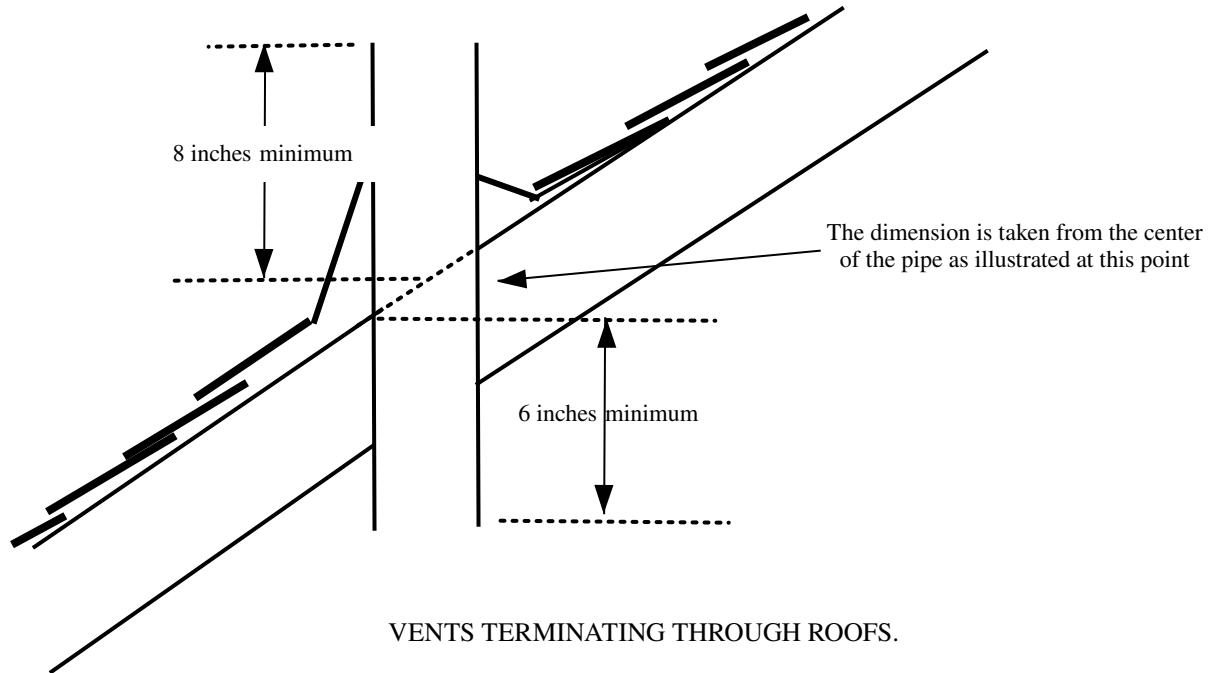 8 inches minimum
The dimension is taken from the center
of the pipe as illustrated at this point
6 inches minimum
VENTS TERMINATING THROUGH ROOFS.